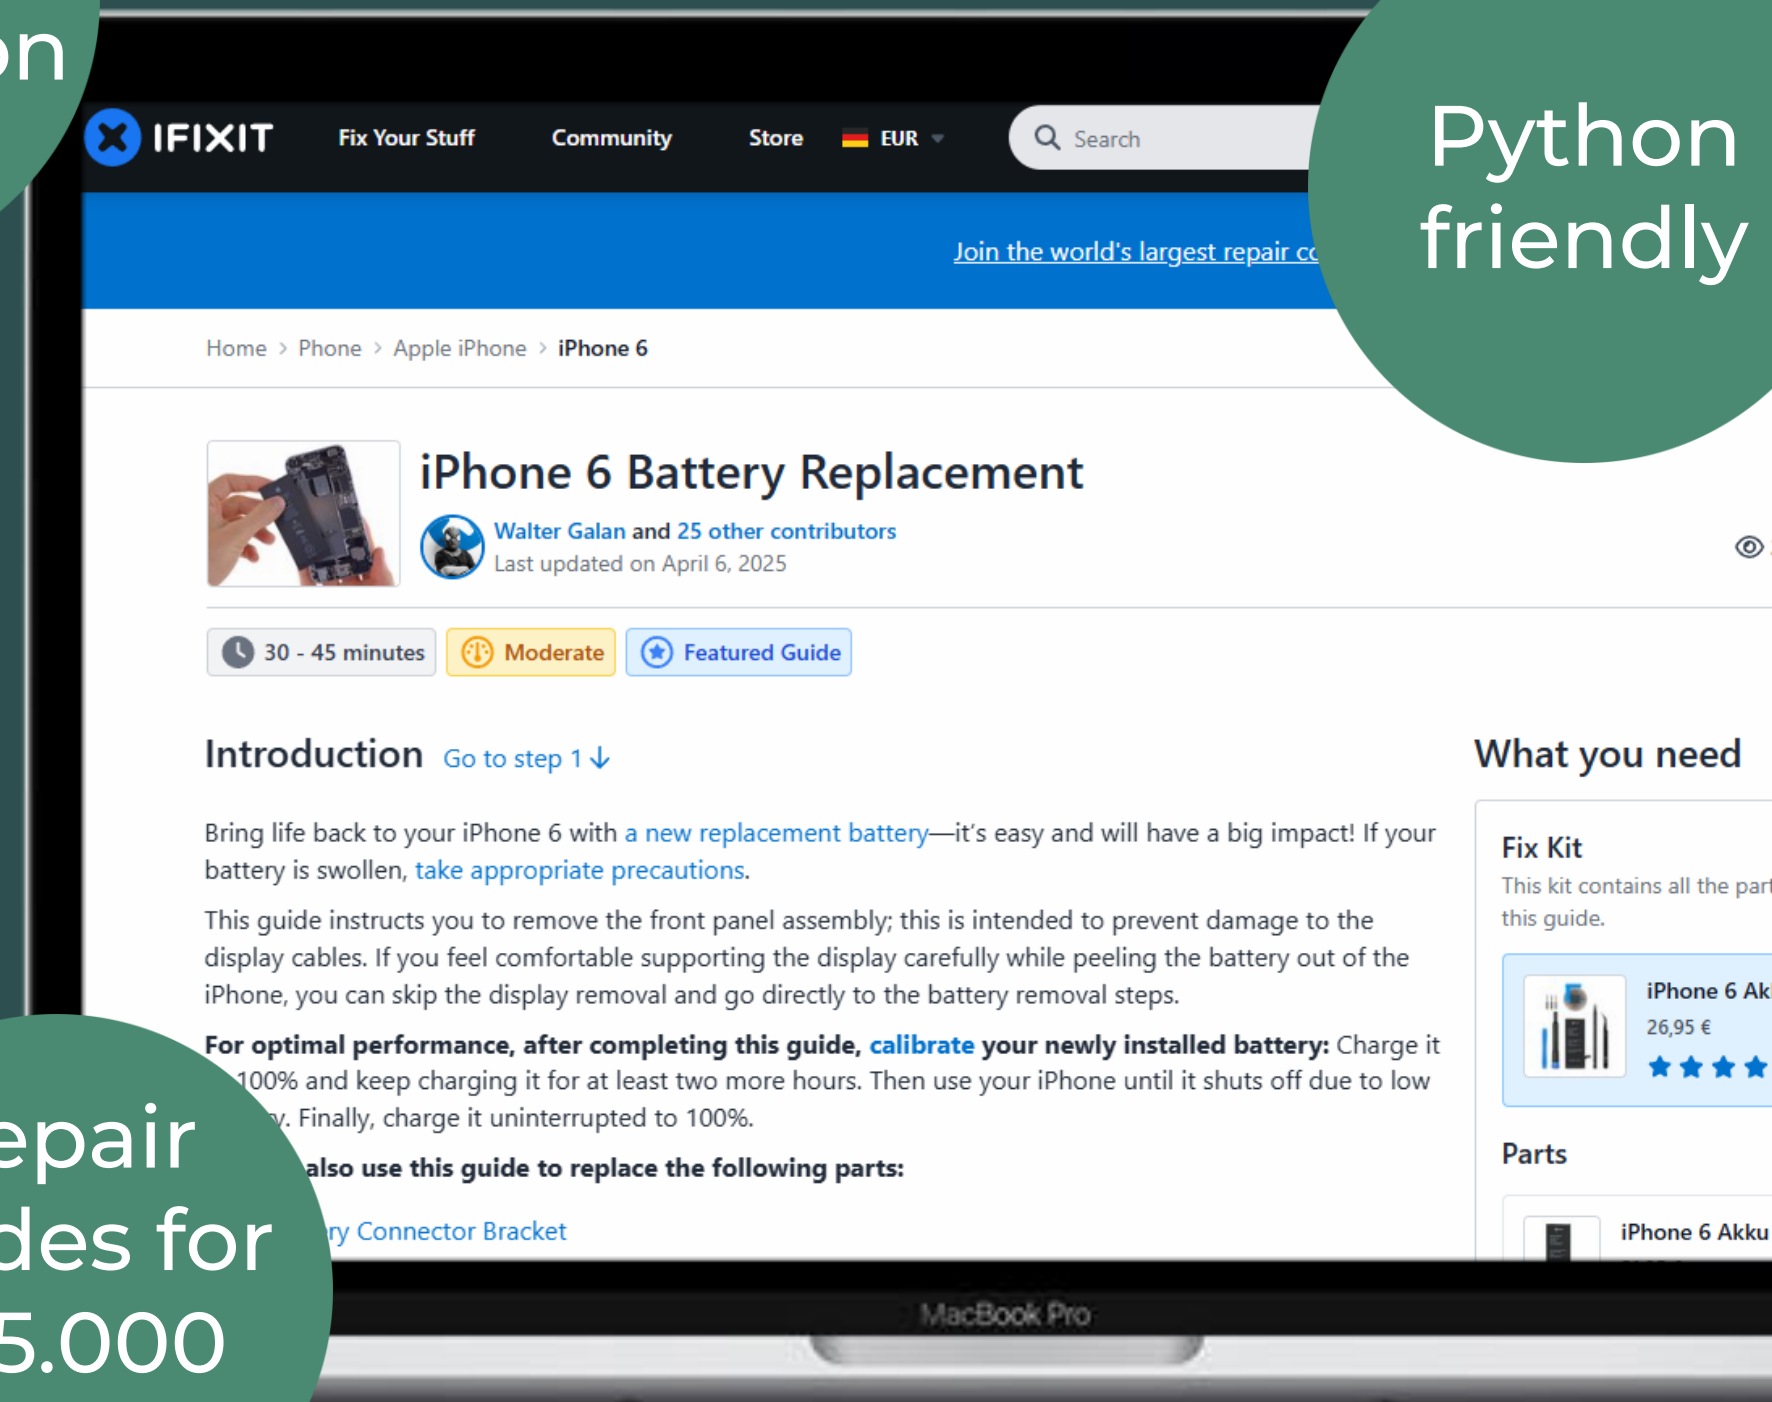 on
IFIXIT
Fix Your Stuff
Community
Store
EUR
Search
Python
friendly
Join the world's largest repair
Home > Phone > Apple iPhone > iPhone 6
iPhone 6 Battery Replacement
Walter Galan and 25 other contributors
Last updated on April 6, 2025
30 - 45 minutes
Moderate
Featured Guide
Introduction Go to step 1↓
What you need
Bring life back to your iPhone 6 with a new replacement battery—it's easy and will have a big impact! If your
battery is swollen, take appropriate precautions.
This guide instructs you to remove the front panel assembly; this is intended to prevent damage to the
display cables. If you feel comfortable supporting the display carefully while peeling the battery out of the
iPhone, you can skip the display removal and go directly to the battery removal steps.
For optimal performance, after completing this guide, calibrate your newly installed battery: Charge it
100% and keep charging it for at least two more hours. Then use your iPhone until it shuts off due to low
y. Finally, charge it uninterrupted to 100%.
also use this guide to replace the following parts:
ry Connector Bracket
Fix Kit
This kit contains all the part
this guide.
iPhone 6 Ak
26,95 €
Parts
iPhone 6 Akku
epair
des for
5.000
MacBook Pro